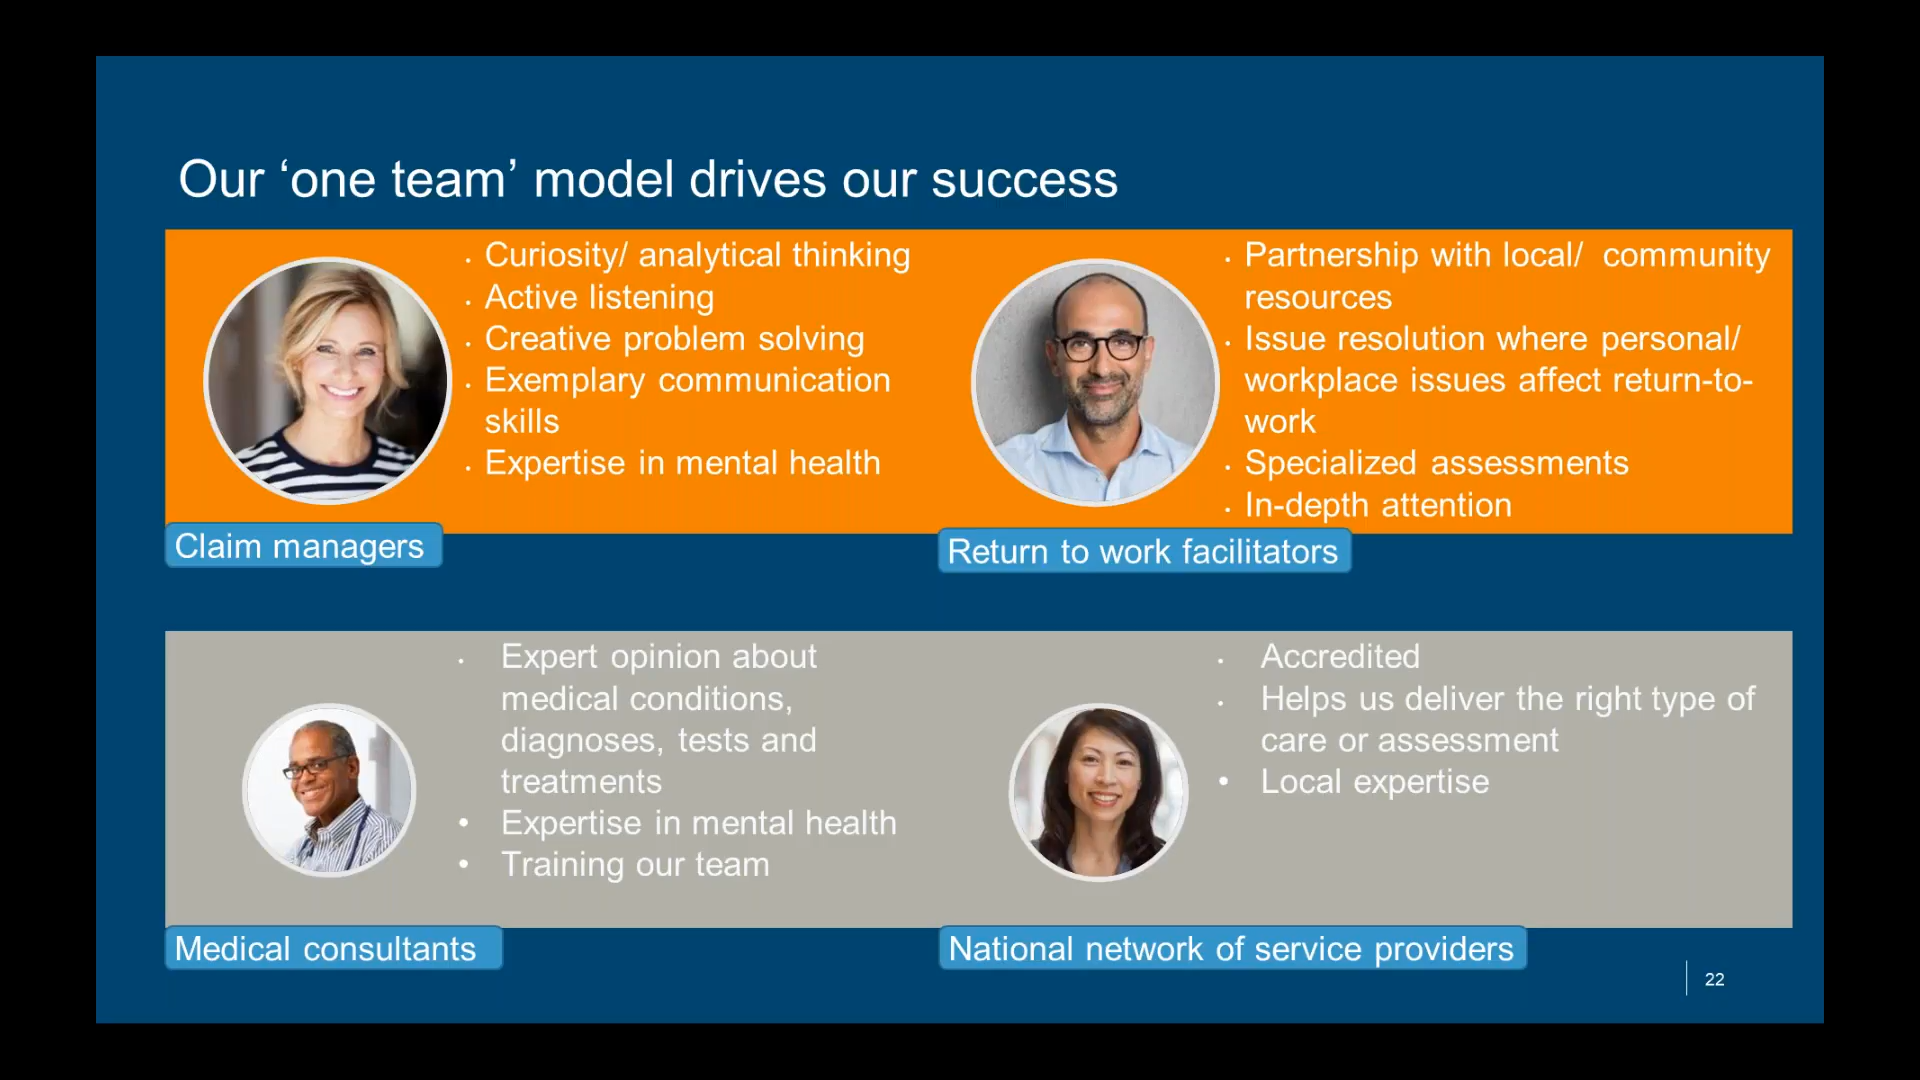 Our ‘one team’ model drives our success
• Curiosity/ analytical thinking
• Active listening
• Creative problem solving
• Exemplary communication
skills
• Expertise in mental health
Claim managers
• Partnership with local/ community
resources
• Issue resolution where personal/
workplace issues affect return-to-
work
• Specialized assessments
• In-depth attention
Return to work facilitators
• Expert opinion about
medical conditions,
diagnoses, tests and
treatments
• Expertise in mental health
• Training our team
Medical consultants
• Accredited
• Helps us deliver the right type of
care or assessment
• Local expertise
National network of service providers
22